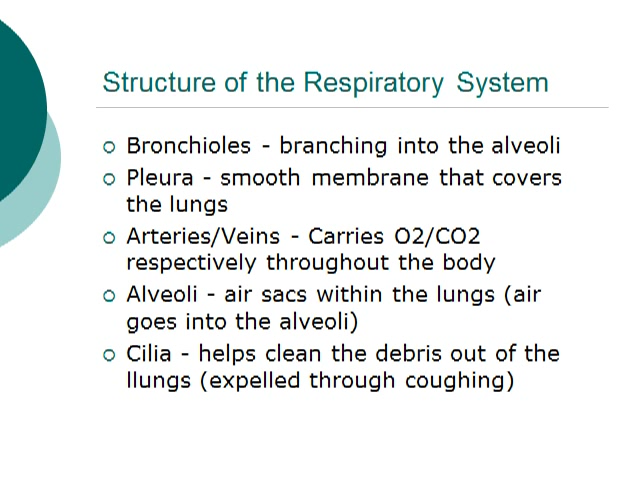 Structure of the Respiratory System
Bronchioles - branching into the alveoli
Pleura - smooth membrane that covers
the lungs
Arteries/Veins - Carries O2/CO2
respectively throughout the body
Alveoli - air sacs within the lungs (air
goes into the alveoli)
Cilia - helps clean the debris out of the
llungs (expelled through coughing)